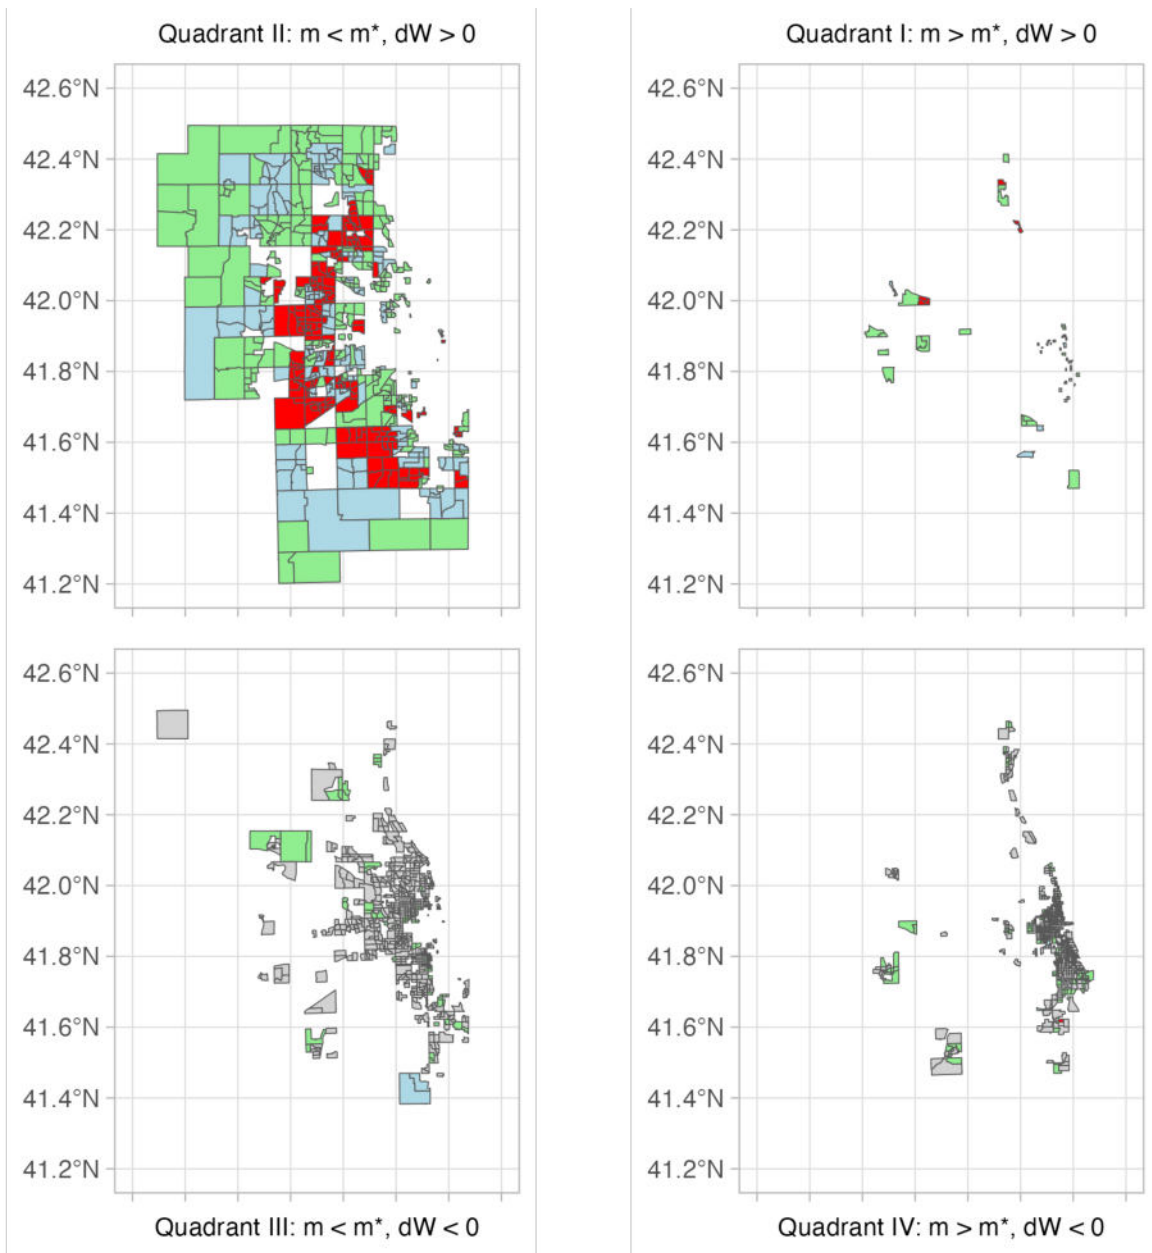 Quadrant II: m < m*, dW > 0
Quadrant I: m > m*, dW > 0
42.6°N
42.4°N
42.2°N
42.0°N
41.8°N
41.6°N
41.4°N
41.2°N
42.6°N
42.4°N
42.2°N
42.0°N
41.8°N
41.6°N
41.4°N
41.2°N
42.6°N
42.4°N
42.2°N
42.0°N
41.8°N
41.6°N
41.4°N
41.2°N
42.6°N
42.4°N
42.2°N
42.0°N
41.8°N
41.6°N
41.4°N
41.2°N
Quadrant III: m < m*, dW < 0
Quadrant IV: m > m*, dW < 0